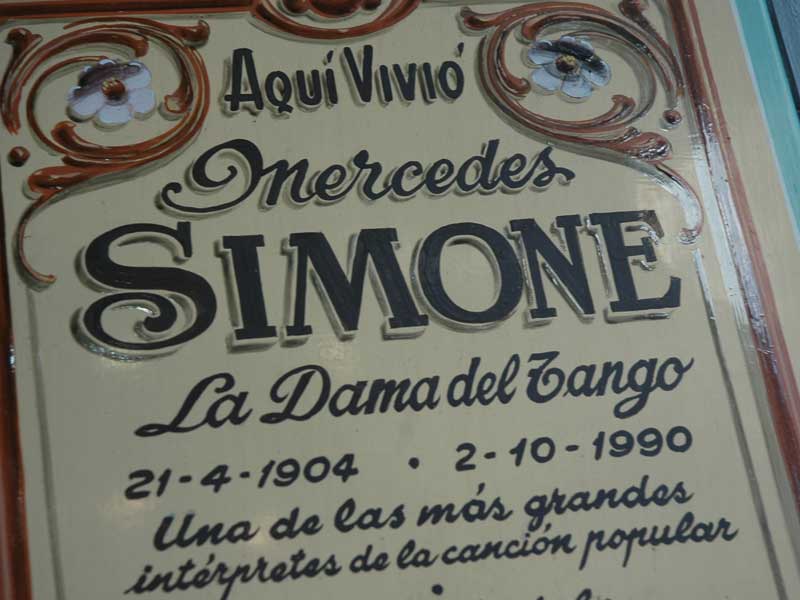 Aquí Vivió
Mercedes
SIMONE
La Dama del Tango
21-4-1904 • 2-10-1990
Una de las más grandes
intérpretes de la canción popular